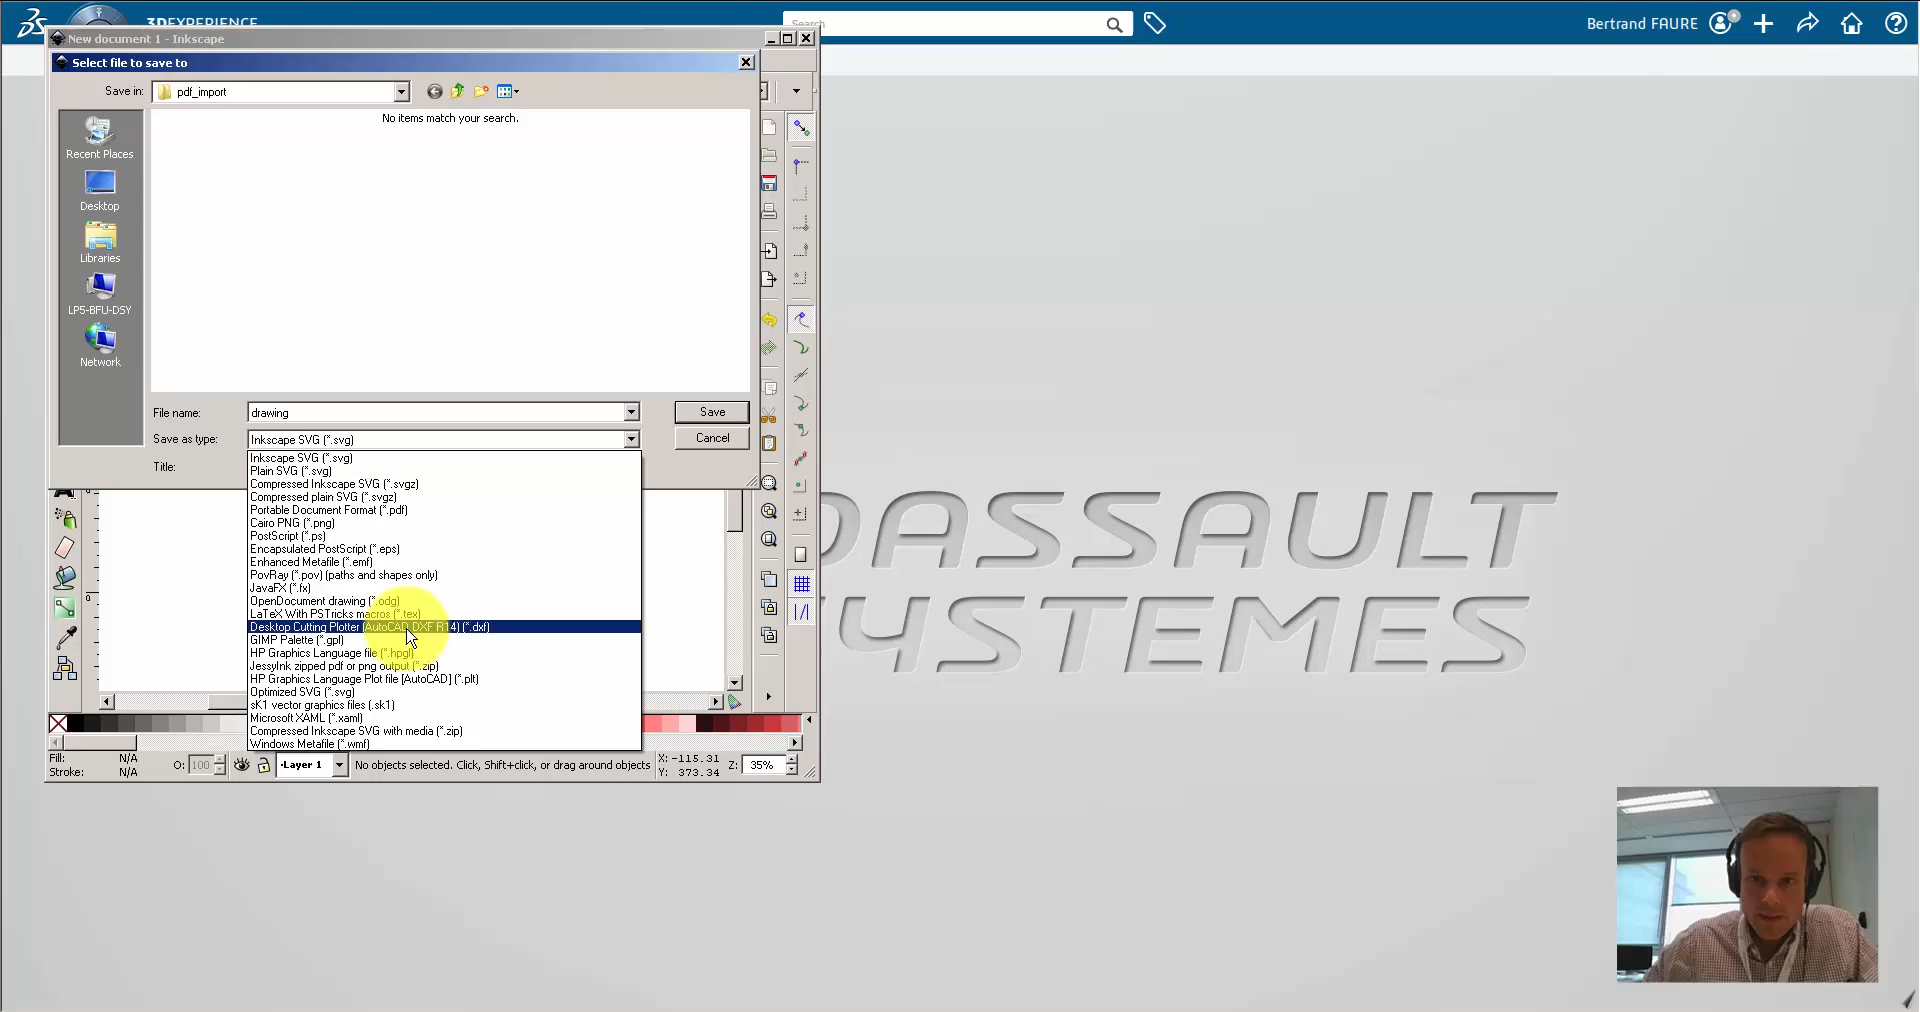 3DEXPERIENCE
Search
Bertrand FAURE
New document 1 - Inkscape
Select file to save to
Save in:
pdf_import
No items match your search.
Recent Places
Desktop
Libraries
LP5-BFU-DSY
Network
File name:
drawing
Save
Save as type:
Inkscape SVG (*.svg)
Cancel
Title:
Inkscape SVG (*.svg)
Plain SVG (*.svg)
Compressed Inkscape SVG (*.svgz)
Compressed plain SVG (*.svgz)
Portable Document Format (*.pdf)
Cairo PNG (*.png)
PostScript (*.ps)
Encapsulated PostScript (*.eps)
Enhanced Metafile (*.emf)
PovRay (*.pov) (paths and shapes only)
JavaFX (*.fx)
OpenDocument drawing (*.odg)
LaTeX With PSTricks macros (*.tex)
Desktop Cutting Plotter (AutoCAD DXF R14) (*.dxf)
GIMP Palette (*.gpl)
HP Graphics Language file (*.hpgl)
JessyInk zipped pdf or png output (*.zip)
HP Graphics Language Plot file [AutoCAD] (*.plt)
Optimized SVG (*.svg)
sK1 vector graphics files (.sk1)
Microsoft XAML (*.xaml)
Compressed Inkscape SVG with media (*.zip)
Windows Metafile (*.wmf)
Fill: N/A
Stroke: N/A
O: 100
Layer 1
No objects selected. Click, Shift+click, or drag around objects
X: -115.31
Y: 373.34
Z: 35%
DASSAULT
SYSTEMES